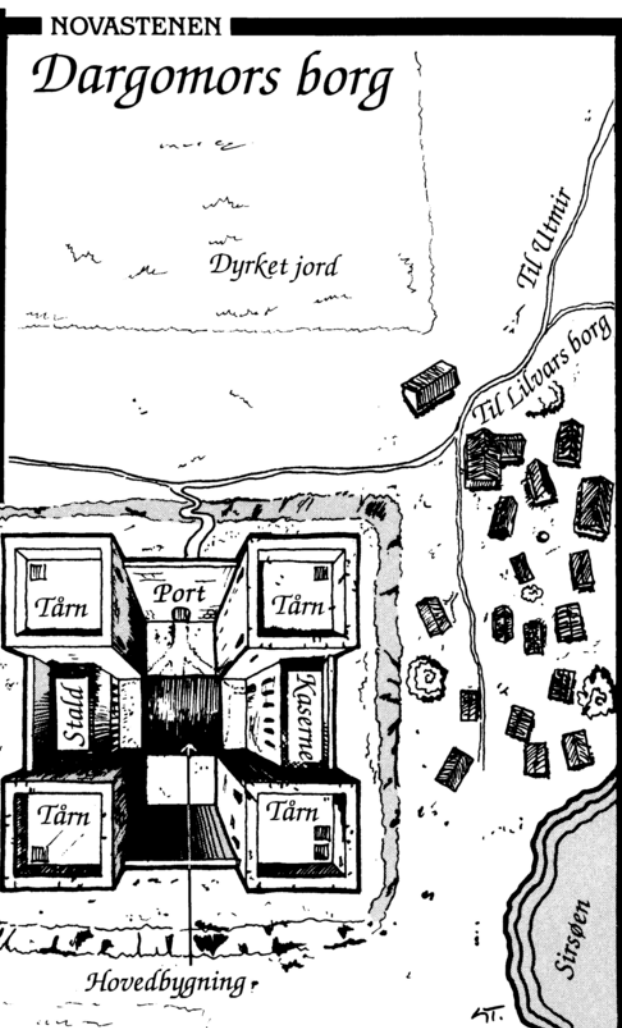 NOVASTENEN
Dargomors borg
Til Utmir
Dyrket jord
Til Lilvars borg
Port
Tårn
Tårn
Stald
Kaserne
Tårn
Tårn
Sirsøen
Hovedbygning
ST.